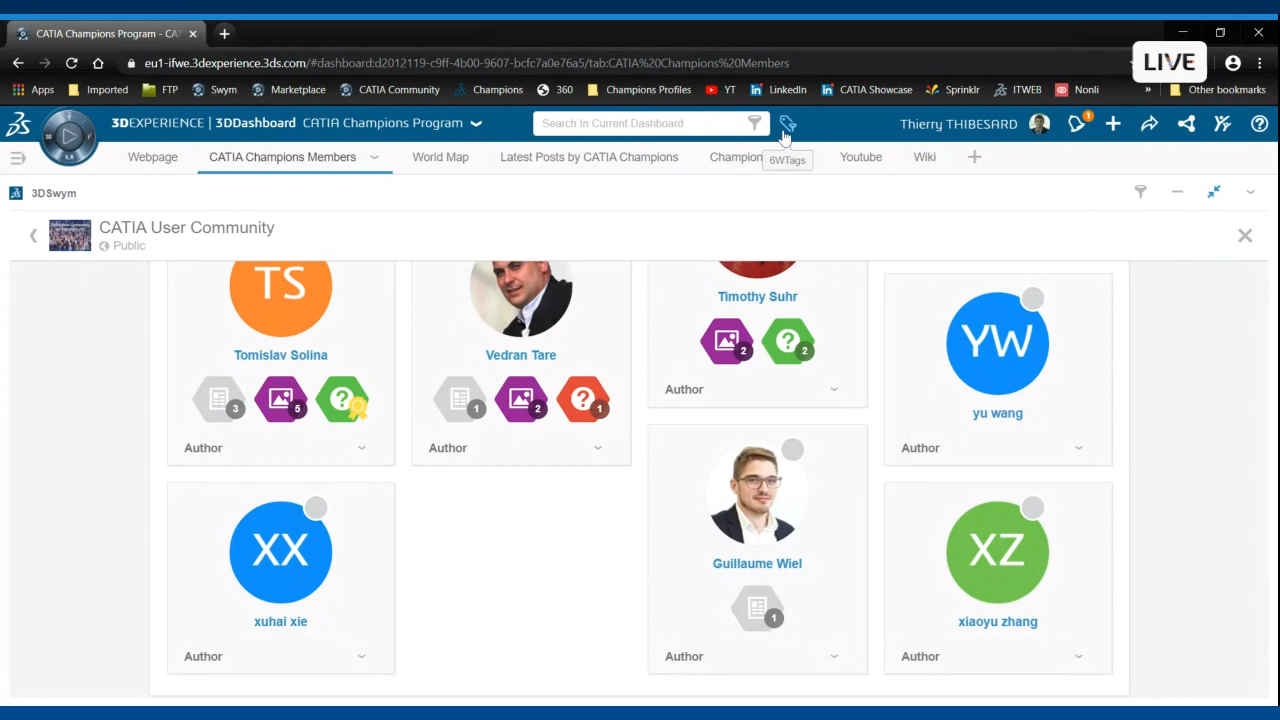 CATIA Champions Program - CAT
LIVE
eu1-ifwe.3dexperience.3ds.com/#dashboard:d2012119-c9ff-4b00-9607-bcfc7a0e76a5/tab:CATIA%20Champions%20Members
Apps Imported FTP Swym Marketplace CATIA Community Champions 360 Champions Profiles YT LinkedIn CATIA Showcase Sprinklr ITWEB Nonli » Other bookmarks
3DEXPERIENCE | 3DDashboard CATIA Champions Program Search In Current Dashboard Thierry THIBESARD 1
V.R
Webpage CATIA Champions Members World Map Latest Posts by CATIA Champions Champion 6WTags Youtube Wiki
3DSwym
CATIA User Community
Public
TS
Tomislav Solina
3 5
Author
Vedran Tare
1 2 1
Author
Timothy Suhr
2 2
Author
YW
yu wang
Author
XX
xuhai xie
Author
Guillaume Wiel
1
Author
XZ
xiaoyu zhang
Author